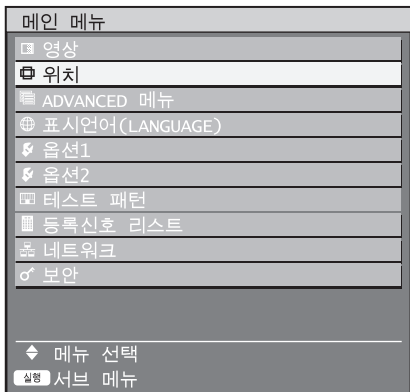 메인 메뉴
영상
위치
ADVANCED 메뉴
표시언어(LANGUAGE)
옵션1
옵션2
테스트 패턴
등록신호 리스트
네트워크
보안
메뉴 선택
실행 서브 메뉴